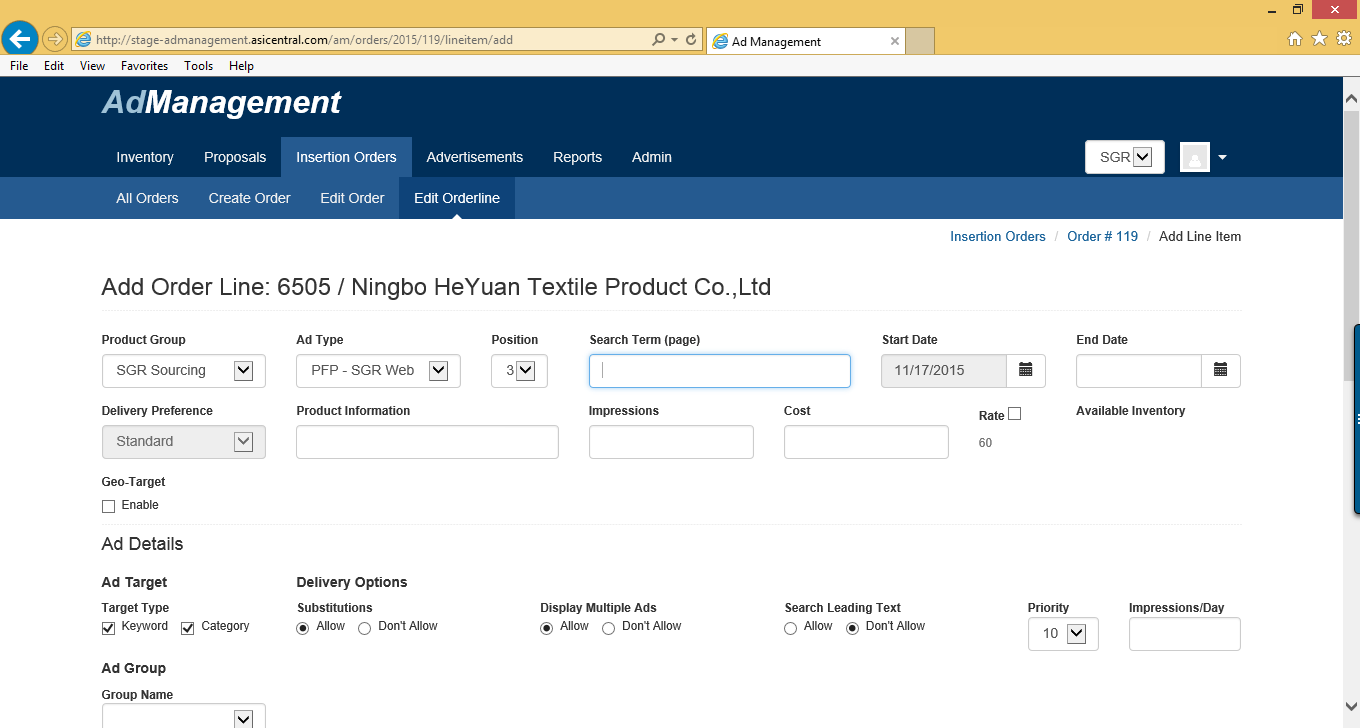 http://stage-admanagement.asicentral.com/am/orders/2015/119/lineitem/add
Ad Management
File Edit View Favorites Tools Help
AdManagement
Inventory Proposals Insertion Orders Advertisements Reports Admin
SGR
All Orders Create Order Edit Order Edit Orderline
Insertion Orders / Order # 119 / Add Line Item
Add Order Line: 6505 / Ningbo HeYuan Textile Product Co.,Ltd
Product Group Ad Type Position Search Term (page) Start Date End Date
SGR Sourcing PFP - SGR Web 3 11/17/2015
Delivery Preference Product Information Impressions Cost Rate Available Inventory
Standard 60
Geo-Target
Enable
Ad Details
Ad Target Delivery Options
Target Type Substitutions Display Multiple Ads Search Leading Text Priority Impressions/Day
Keyword Category Allow Don't Allow Allow Don't Allow Allow Don't Allow 10
Ad Group
Group Name